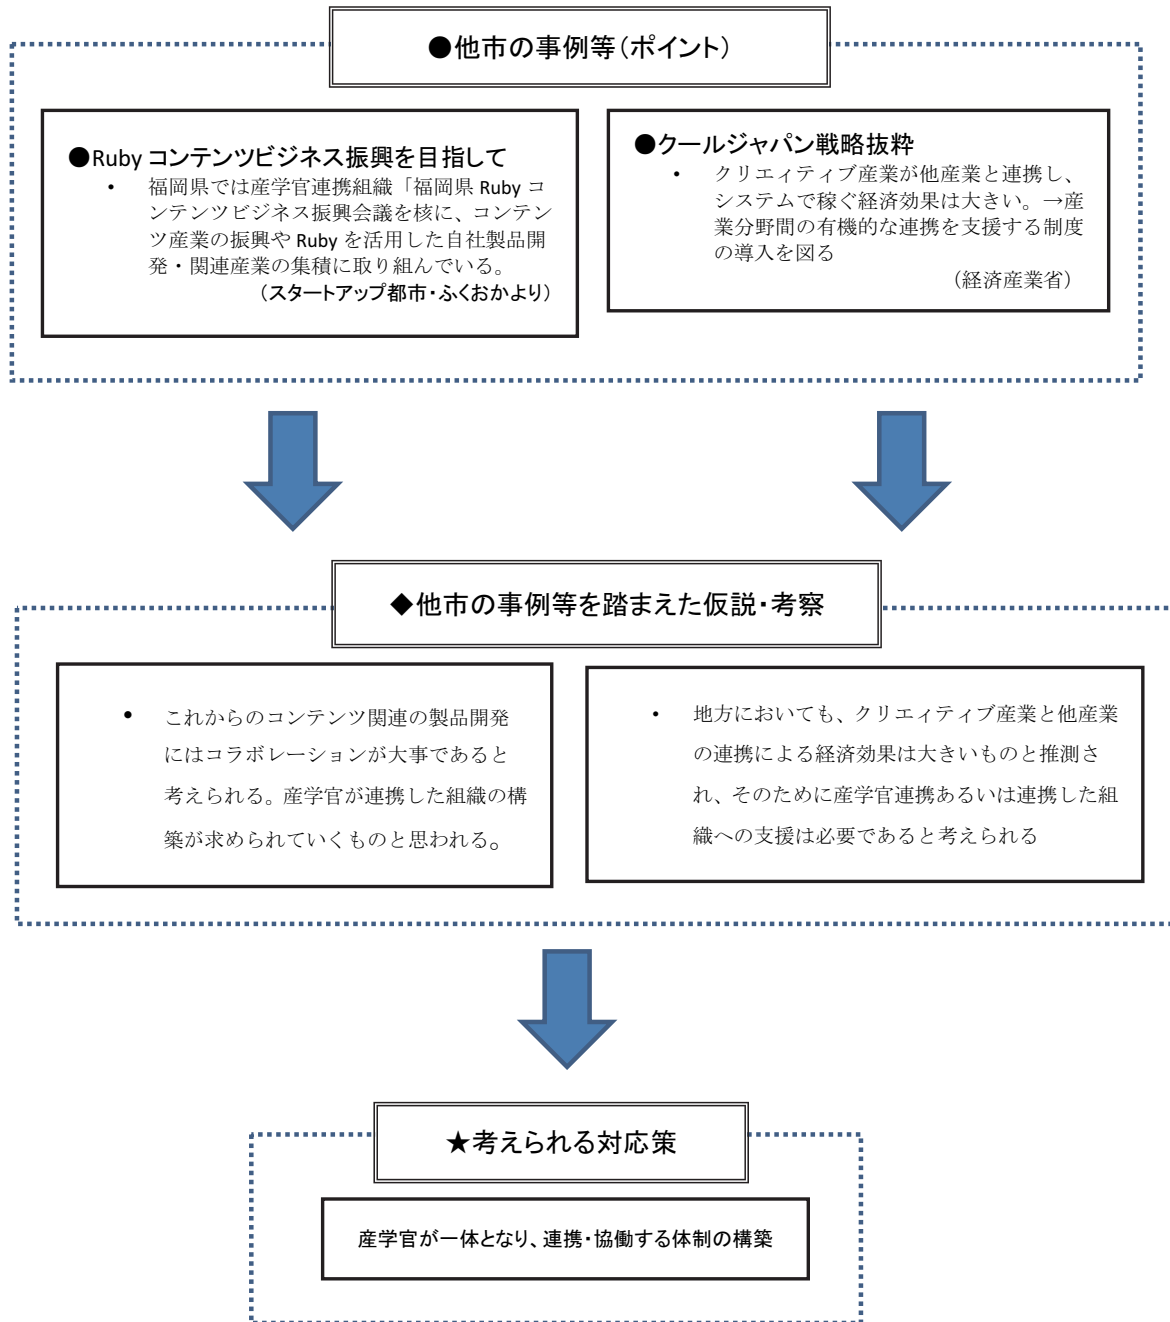 ●他市の事例等（ポイント）
●Ruby コンテンツビジネス振興を目指して
・ 福岡県では産学官連携組織「福岡県 Ruby コ
ンテンツビジネス振興会議を核に、コンテン
ツ産業の振興や Ruby を活用した自社製品開
発・関連産業の集積に取り組んでいる。
（スタートアップ都市・ふくおかより）
●クールジャパン戦略抜粋
・ クリエィティブ産業が他産業と連携し、
システムで稼ぐ経済効果は大きい。→産
業分野間の有機的な連携を支援する制度
の導入を図る
（経済産業省）
◆他市の事例等を踏まえた仮説・考察
• これからのコンテンツ関連の製品開発
にはコラボレーションが大事であると
考えられる。産学官が連携した組織の構
築が求められていくものと思われる。
・ 地方においても、クリエィティブ産業と他産業
の連携による経済効果は大きいものと推測さ
れ、そのために産学官連携あるいは連携した組
織への支援は必要であると考えられる
★考えられる対応策
産学官が一体となり、連携・協働する体制の構築